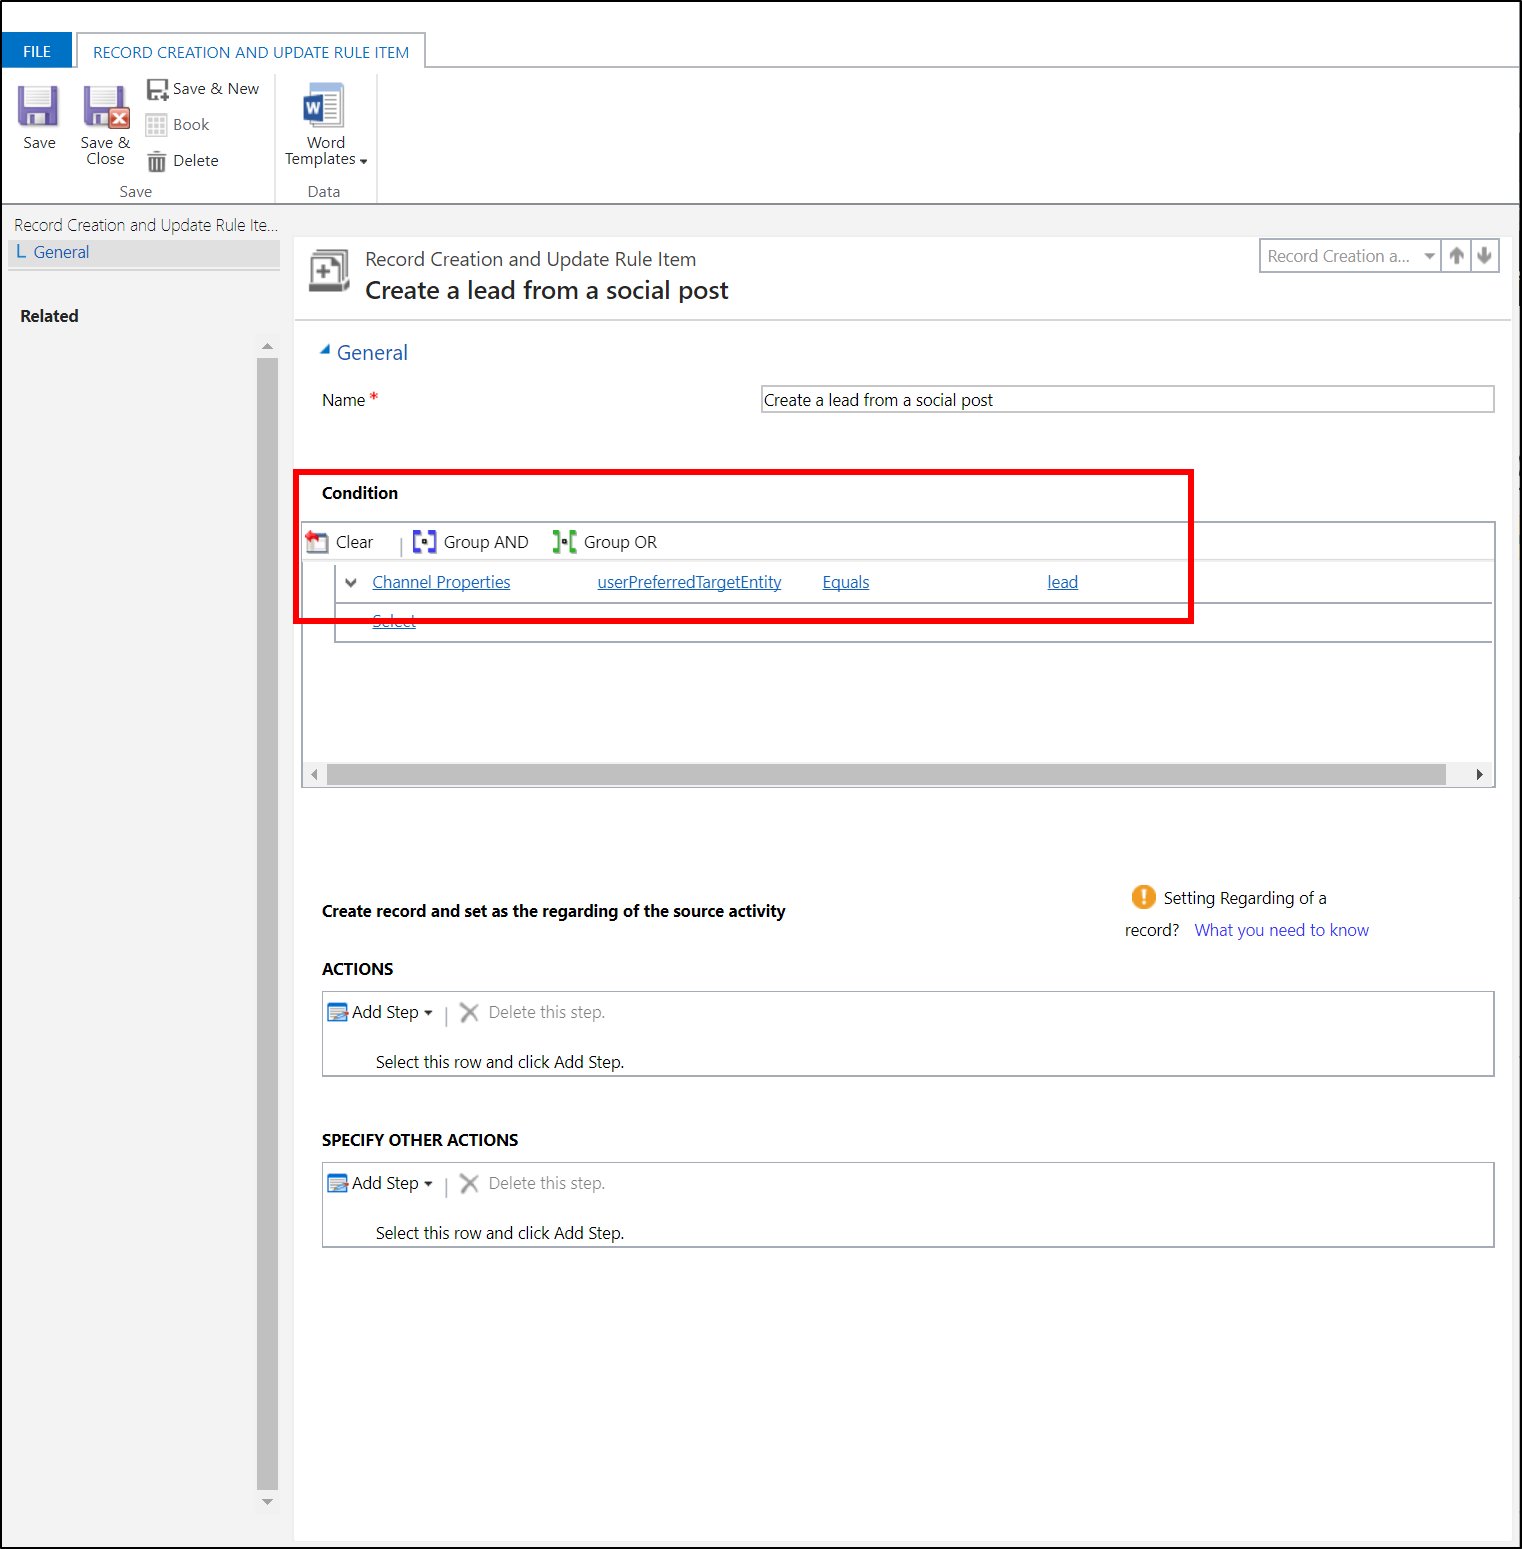 FILE
RECORD CREATION AND UPDATE RULE ITEM
Save
Save & Close
Save & New
Book
Delete
Save
Word Templates
Data
Record Creation and Update Rule Ite...
General
Related
Record Creation and Update Rule Item
Create a lead from a social post
Record Creation a...
General
Name *
Create a lead from a social post
Condition
Clear
Group AND
Group OR
Channel Properties userPreferredTargetEntity Equals lead
Select
Create record and set as the regarding of the source activity
Setting Regarding of a
record? What you need to know
ACTIONS
Add Step
Delete this step.
Select this row and click Add Step.
SPECIFY OTHER ACTIONS
Add Step
Delete this step.
Select this row and click Add Step.